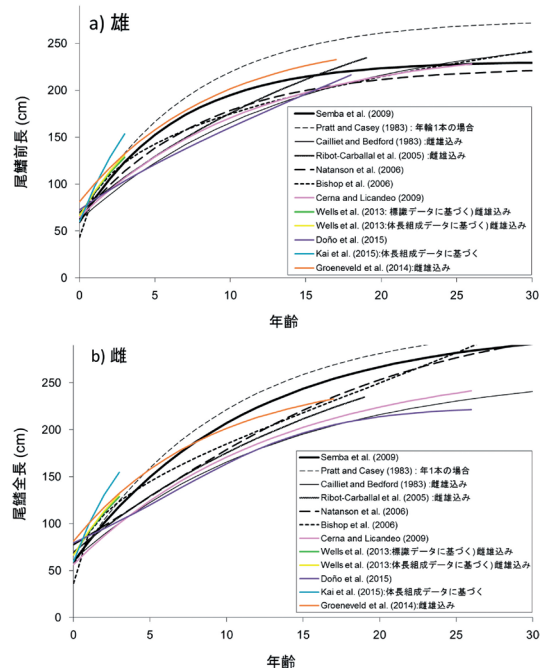 a) 雄
尾鰭前長 (cm)
250
200
150
100
50
0
0
5
10
15
20
25
30
年齢
Semba et al. (2009)
Pratt and Casey (1983) : 年輪1本の場合
Cailliet and Bedford (1983) :雌雄込み
Ribot-Carballal et al. (2005) :雌雄込み
Natanson et al. (2006)
Bishop et al. (2006)
Cerna and Licandeo (2009)
Wells et al. (2013: 標識データに基づく) 雌雄込み
Wells et al. (2013:体長組成データに基づく) 雌雄込み
Doño et al. (2015)
Kai et al. (2015):体長組成データに基づく
Groeneveld et al. (2014):雌雄込み
b) 雌
尾鰭全長 (cm)
250
200
150
100
50
0
0
5
10
15
20
25
30
年齢
Semba et al. (2009)
Pratt and Casey (1983) : 年1本の場合
Cailliet and Bedford (1983) :雌雄込み
Ribot-Carballal et al. (2005) :雌雄込み
Natanson et al. (2006)
Bishop et al. (2006)
Cerna and Licandeo (2009)
Wells et al. (2013:標識データに基づく)雌雄込み
Wells et al. (2013:体長組成データに基づく) 雌雄込み
Doño et al. (2015)
Kai et al. (2015):体長組成データに基づく
Groeneveld et al. (2014):雌雄込み